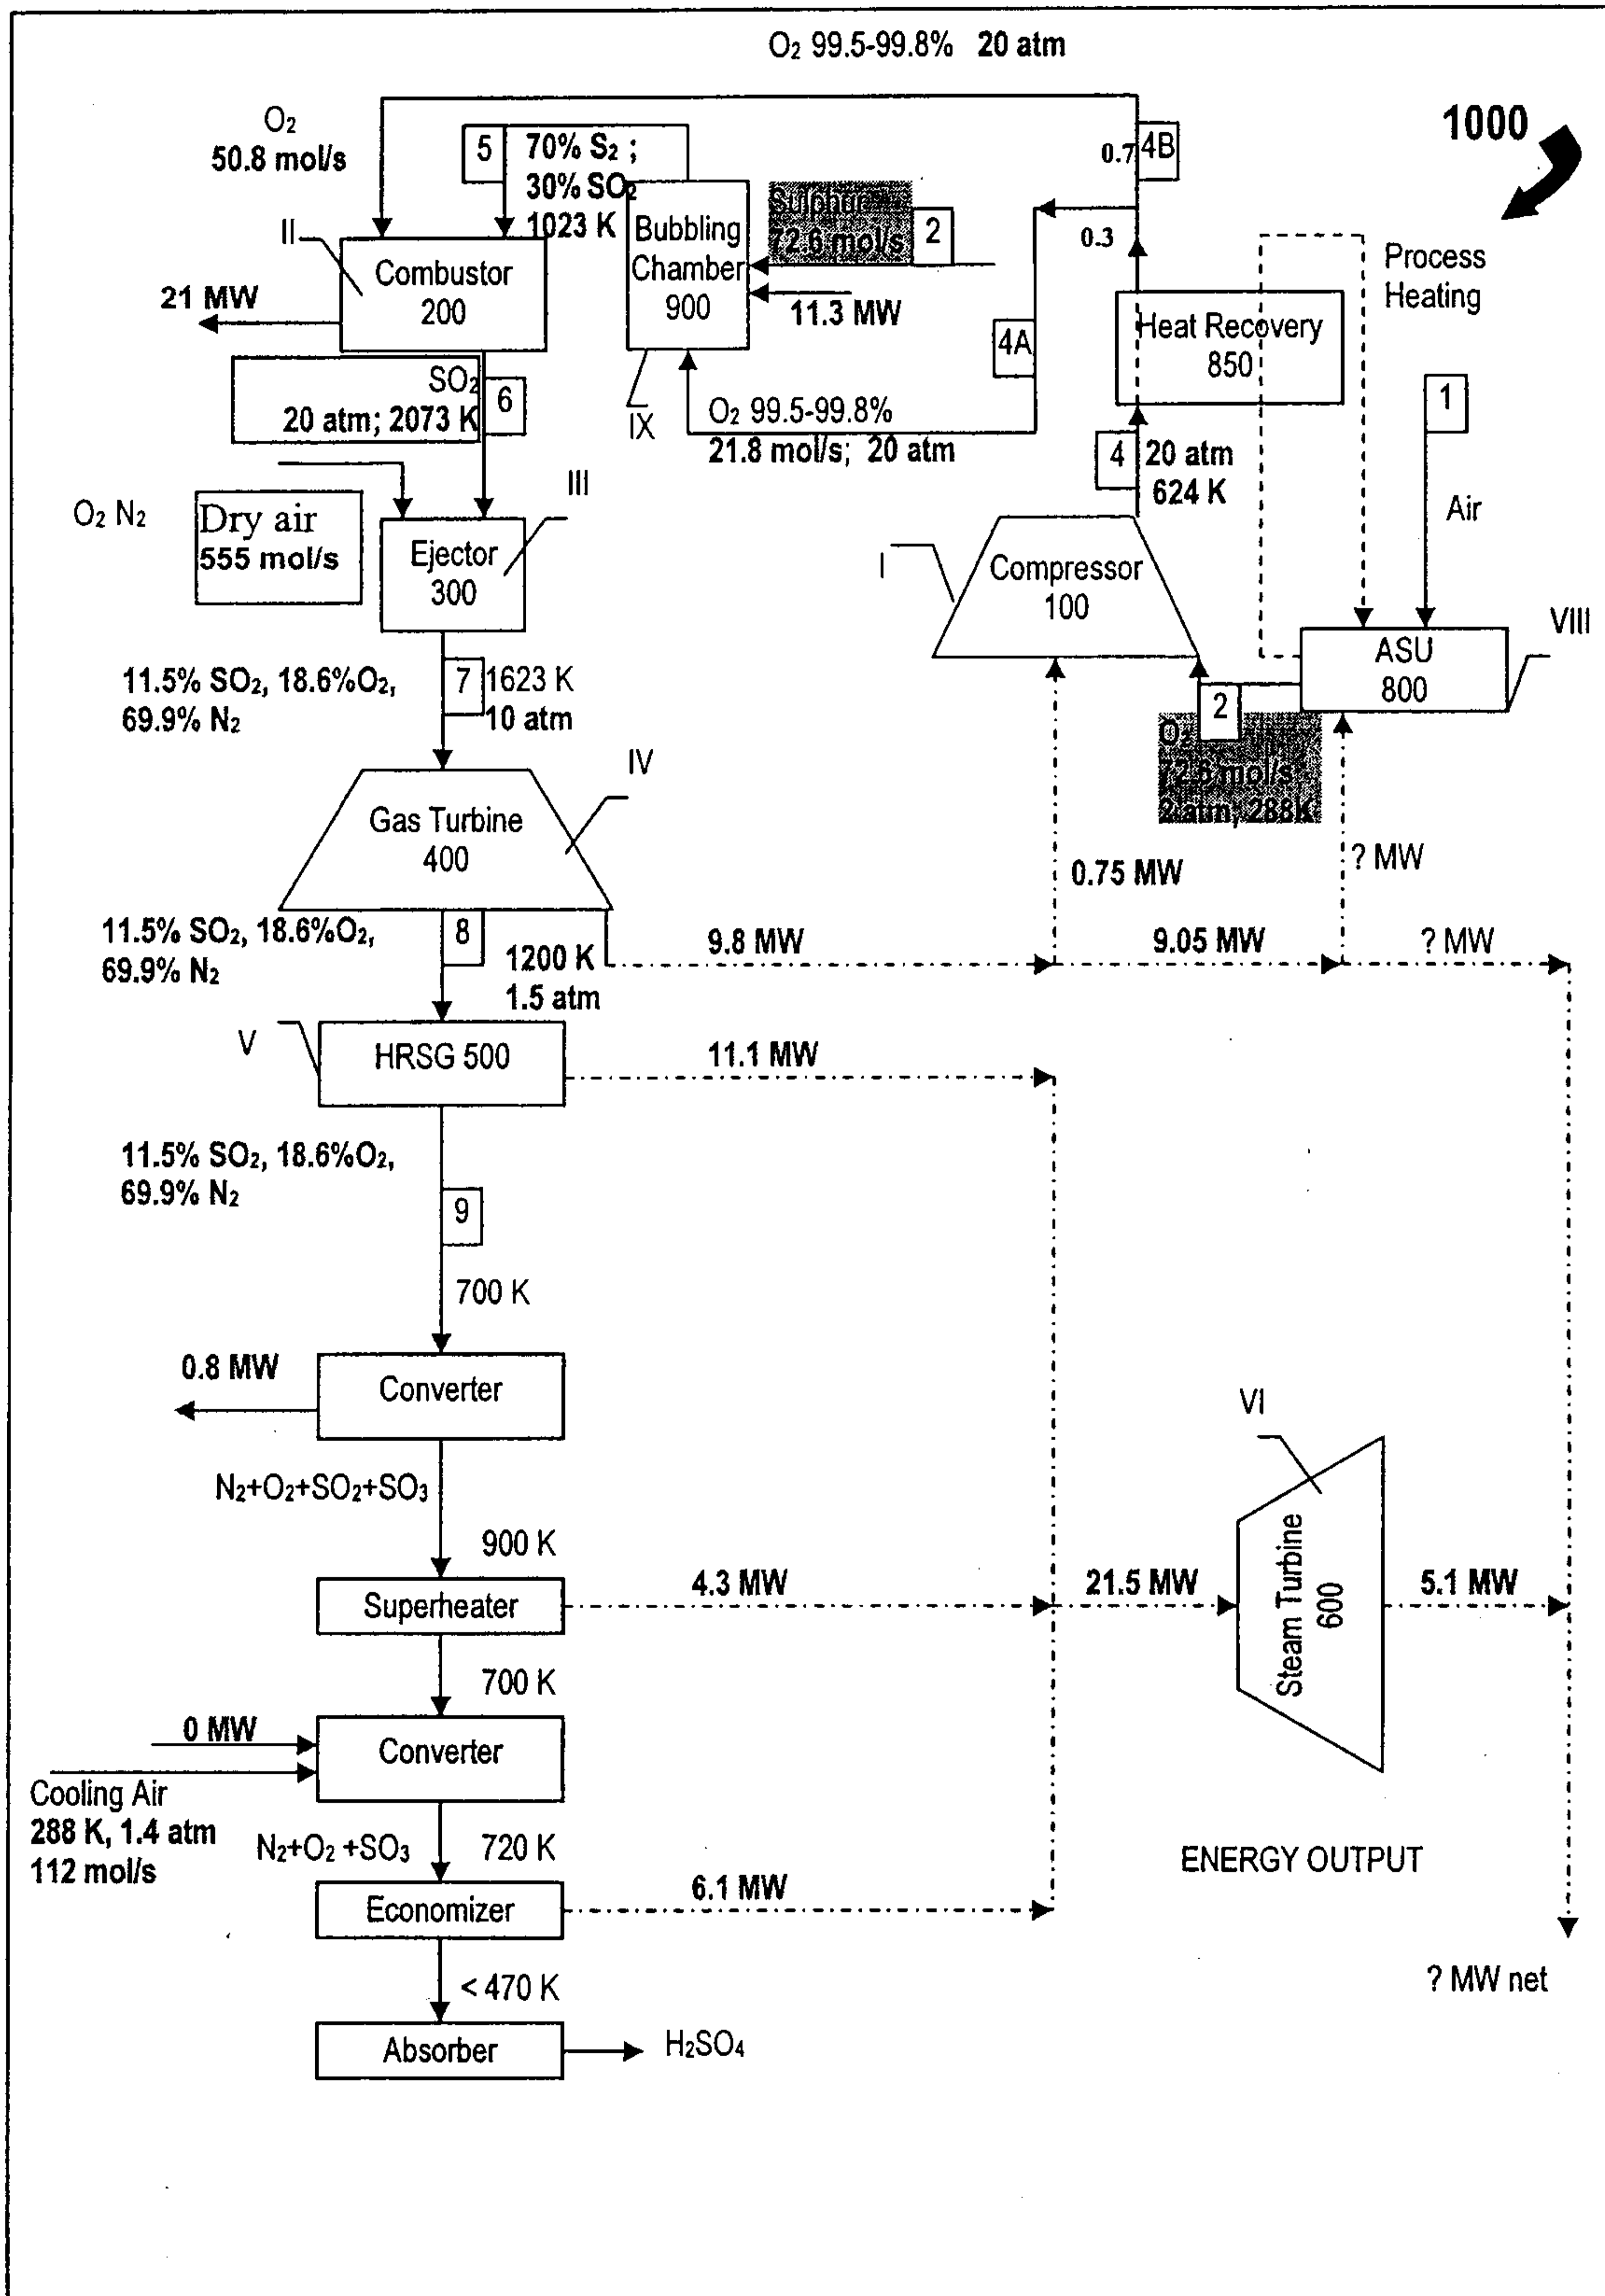 O₂ 99.5-99.8% 20 atm
1000
O₂
50.8 mol/s
5
70% S₂ ;
30% SO₂
1023 K
0.7
4B
Sulphur
72.6 mol/s
2
0.3
Process
Heating
II
Combustor
200
Bubbling
Chamber
900
21 MW
11.3 MW
4A
Heat Recovery
850
1
SO₂
20 atm; 2073 K
6
IX
O₂ 99.5-99.8%
21.8 mol/s; 20 atm
4
20 atm
624 K
Air
O₂ N₂
Dry air
555 mol/s
III
Ejector
300
I
Compressor
100
VIII
ASU
800
11.5% SO₂, 18.6%O₂,
69.9% N₂
7
1623 K
10 atm
2
O₂
72.6 mol/s
2 atm, 288K
IV
Gas Turbine
400
0.75 MW
? MW
11.5% SO₂, 18.6%O₂,
69.9% N₂
8
1200 K
1.5 atm
9.8 MW
9.05 MW
? MW
V
HRSG 500
11.1 MW
11.5% SO₂, 18.6%O₂,
69.9% N₂
9
700 K
0.8 MW
Converter
VI
N₂+O₂+SO₂+SO₃
900 K
Superheater
4.3 MW
21.5 MW
Steam Turbine
600
5.1 MW
700 K
0 MW
Converter
Cooling Air
288 K, 1.4 atm
112 mol/s
N₂+O₂ +SO₃
720 K
ENERGY OUTPUT
Economizer
6.1 MW
< 470 K
? MW net
Absorber
H₂SO₄